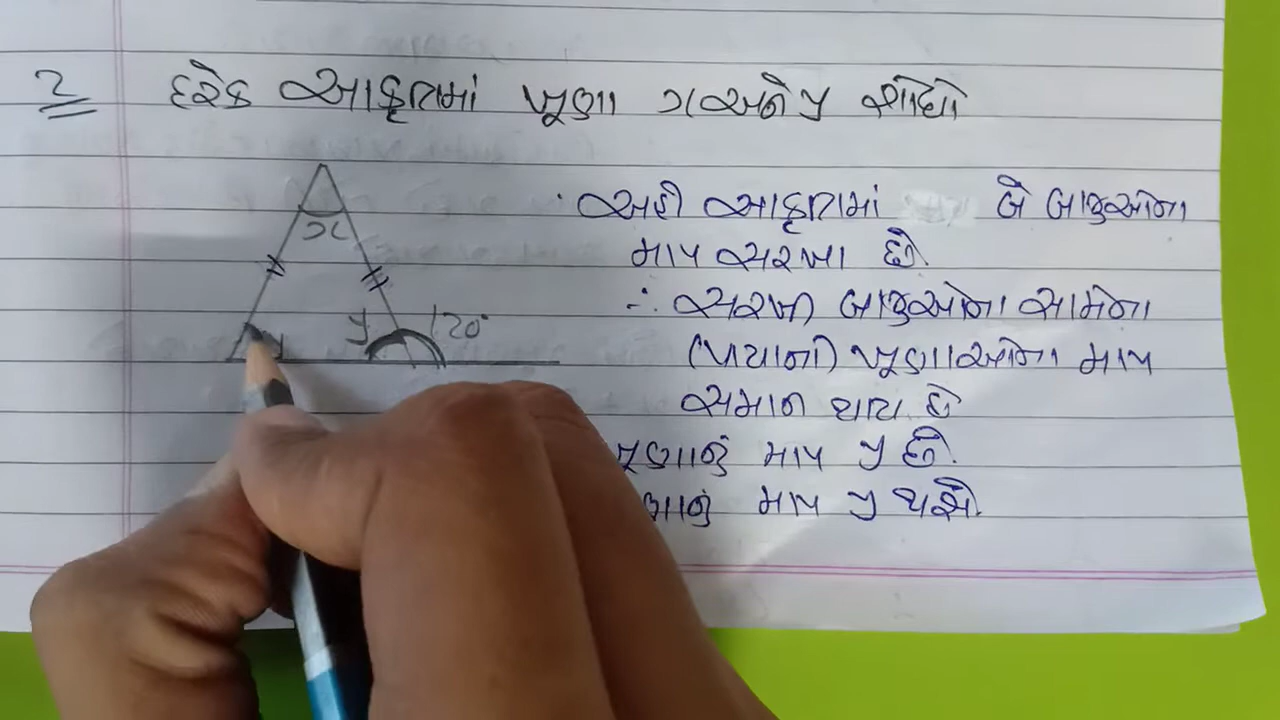 2
દરેક આકૃતિમાં ખૂણા x અને y શોધો
x
y
120°
y
અહી આકૃતિમાં બે બાજુઓના
માપ સરખા છે.
∴ સરખી બાજુઓના સામેના
(પાયાના) ખૂણાઓના માપ
સમાન થાય છે
માપ y છે.
માપ y થશે.